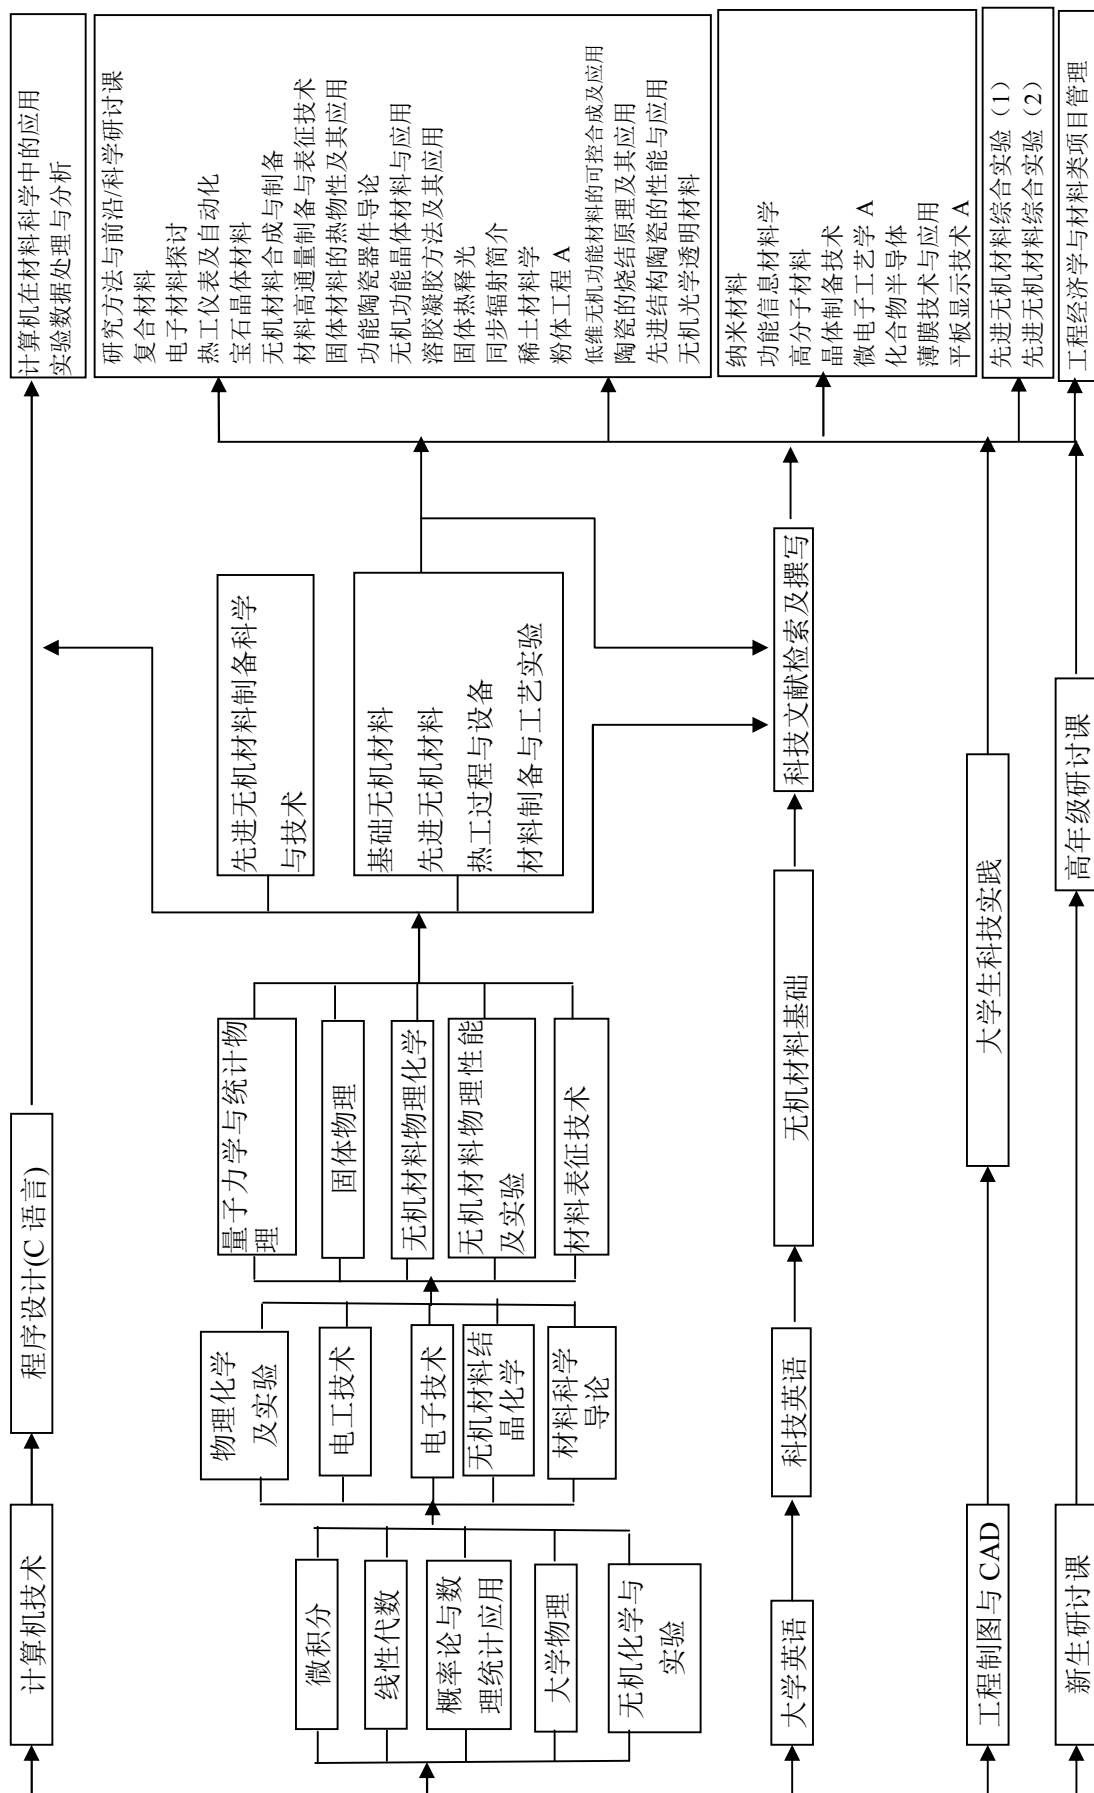 计算机技术
程序设计(C 语言)
计算机在材料科学中的应用
实验数据处理与分析
微积分
线性代数
概率论与数
理统计应用
大学物理
无机化学与
实验
物理化学
及实验
电工技术
电子技术
无机材料结
晶化学
材料科学
导论
量子力学与统计物
理
固体物理
无机材料物理化学
无机材料物理性能
及实验
材料表征技术
先进无机材料制备科学
与技术
基础无机材料
先进无机材料
热工过程与设备
材料制备与工艺实验
研究方法与前沿/科学研讨课
复合材料
电子材料探讨
热工仪表及自动化
宝石晶体材料
无机材料合成与制备
材料高通量制备与表征技术
固体材料的热物性及其应用
功能陶瓷器件导论
无机功能晶体材料与应用
溶胶凝胶方法及其应用
固体热释光
同步辐射简介
稀土材料学
粉体工程 A
低维无机功能材料的可控合成及应用
陶瓷的烧结原理及其应用
先进结构陶瓷的性能与应用
无机光学透明材料
大学英语
科技英语
无机材料基础
科技文献检索及撰写
纳米材料
功能信息材料学
高分子材料
晶体制备技术
微电子工艺学 A
化合物半导体
薄膜技术与应用
平板显示技术 A
工程制图与 CAD
大学生科技实践
先进无机材料综合实验（1）
先进无机材料综合实验（2）
新生研讨课
高年级研讨课
工程经济学与材料类项目管理